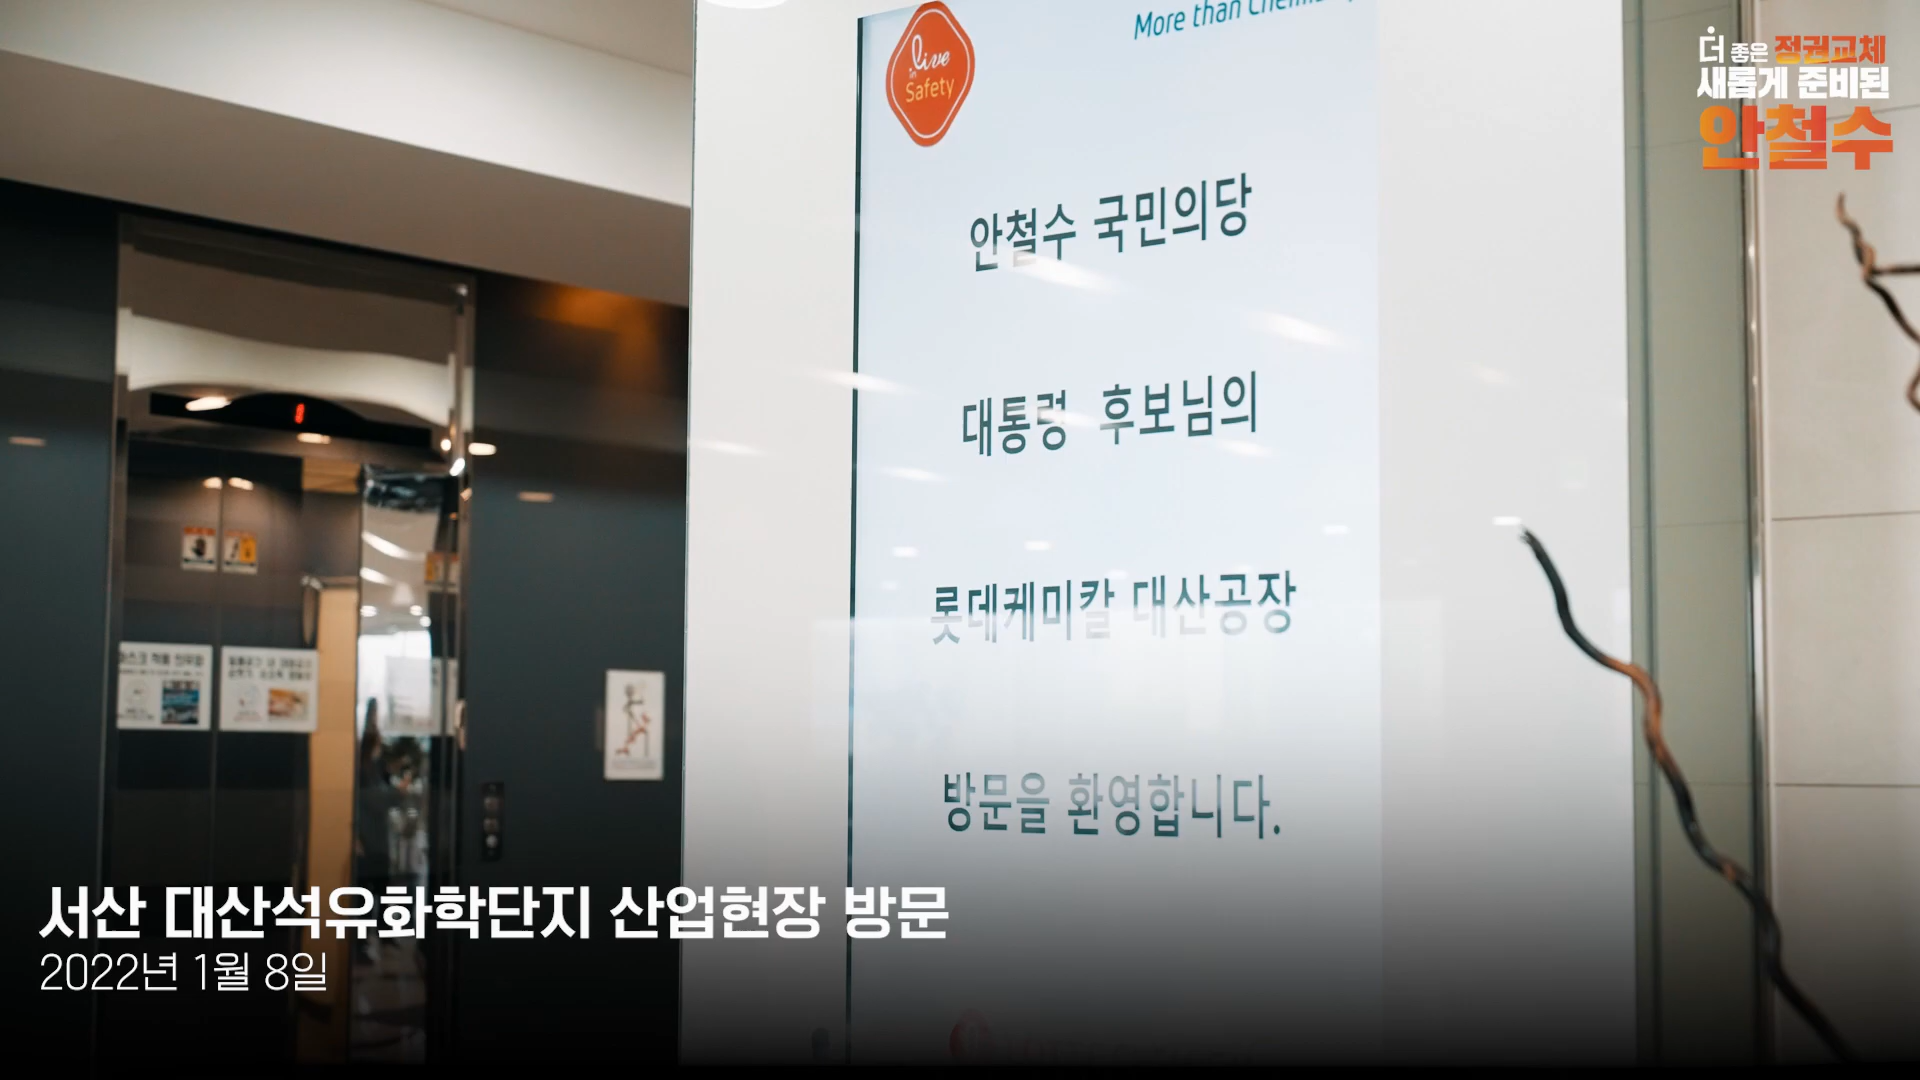 More than
live
in
Safety
더 좋은 정권교체
새롭게 준비된
안철수
안철수 국민의당
대통령 후보님의
롯데케미칼 대산공장
방문을 환영합니다.
서산 대산석유화학단지 산업현장 방문
2022년 1월 8일